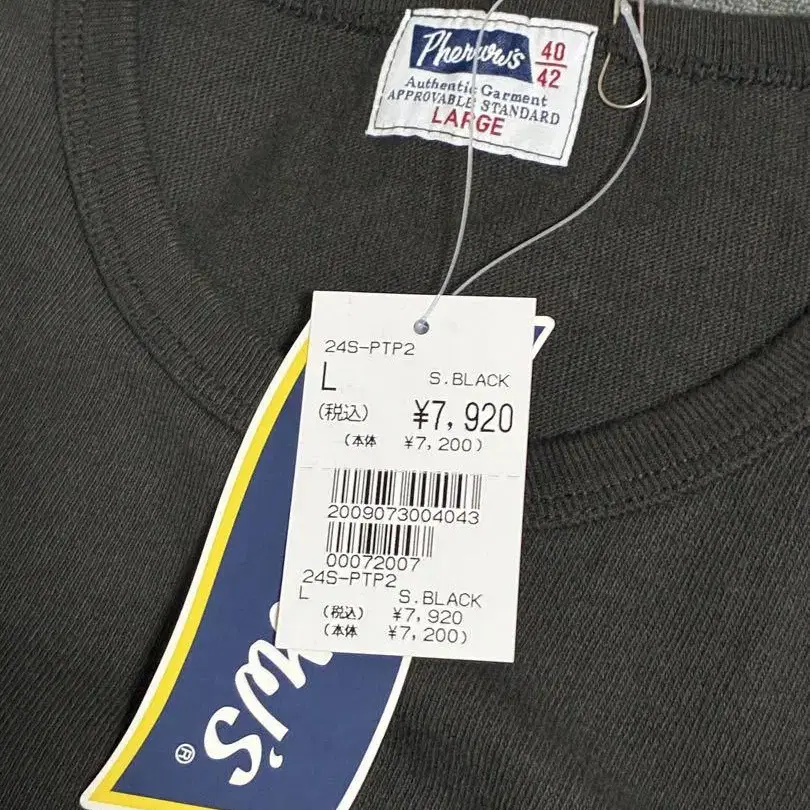 Pherrow's
40
42
Authentic Garment
APPROVABLE STANDARD
LARGE
24S-PTP2
L
S.BLACK
(税込) ¥7,920
(本体 ¥7,200)
2009073004043
00072007
24S-PTP2
L
S.BLACK
(税込) ¥7,920
(本体 ¥7,200)
w's
®